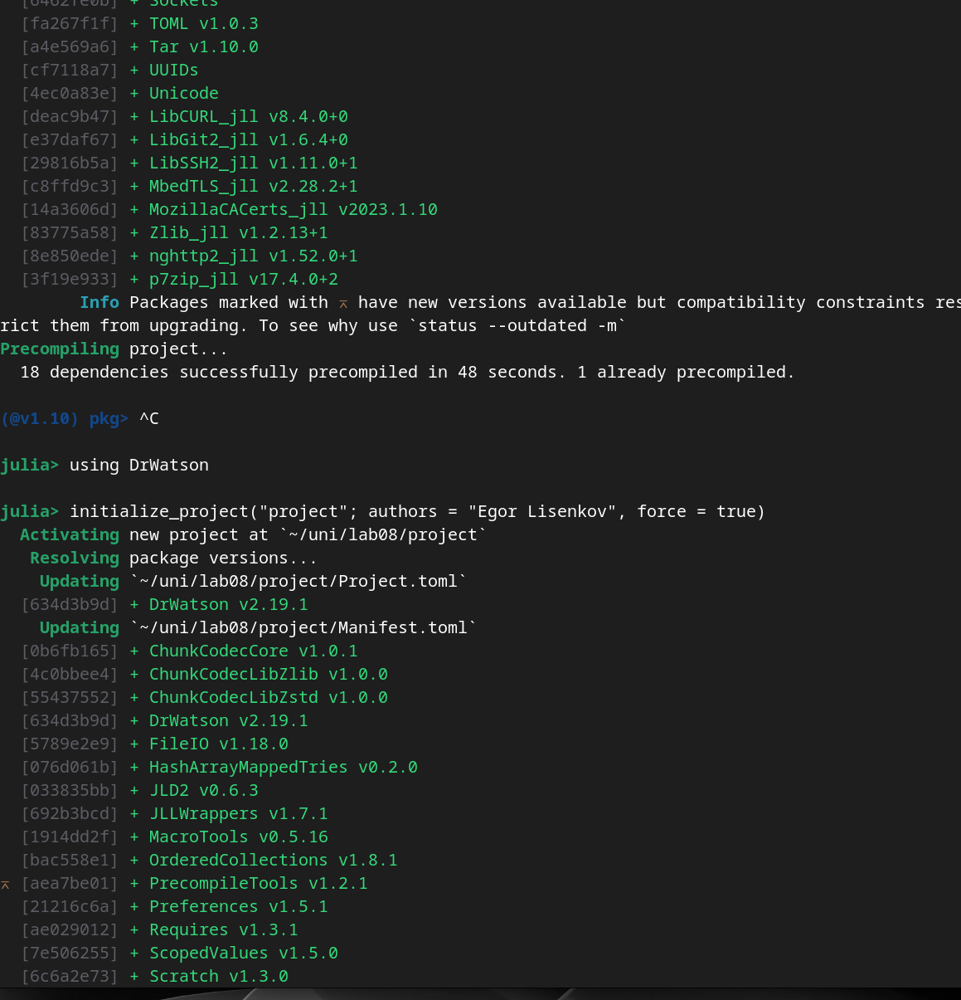 [6462fe0b] + Sockets
[fa267f1f] + TOML v1.0.3
[a4e569a6] + Tar v1.10.0
[cf7118a7] + UUIDs
[4ec0a83e] + Unicode
[deac9b47] + LibCURL_jll v8.4.0+0
[e37daf67] + LibGit2_jll v1.6.4+0
[29816b5a] + LibSSH2_jll v1.11.0+1
[c8ffd9c3] + MbedTLS_jll v2.28.2+1
[14a3606d] + MozillaCACerts_jll v2023.1.10
[83775a58] + Zlib_jll v1.2.13+1
[8e850ede] + nghttp2_jll v1.52.0+1
[3f19e933] + p7zip_jll v17.4.0+2
Info Packages marked with ⌅ have new versions available but compatibility constraints res
rict them from upgrading. To see why use `status --outdated -m`
Precompiling project...
18 dependencies successfully precompiled in 48 seconds. 1 already precompiled.
(@v1.10) pkg> ^C
julia> using DrWatson
julia> initialize_project("project"; authors = "Egor Lisenkov", force = true)
Activating new project at `~/uni/lab08/project`
Resolving package versions...
Updating `~/uni/lab08/project/Project.toml`
[634d3b9d] + DrWatson v2.19.1
Updating `~/uni/lab08/project/Manifest.toml`
[0b6fb165] + ChunkCodecCore v1.0.1
[4c0bbee4] + ChunkCodecLibZlib v1.0.0
[55437552] + ChunkCodecLibZstd v1.0.0
[634d3b9d] + DrWatson v2.19.1
[5789e2e9] + FileIO v1.18.0
[076d061b] + HashArrayMappedTries v0.2.0
[033835bb] + JLD2 v0.6.3
[692b3bcd] + JLLWrappers v1.7.1
[1914dd2f] + MacroTools v0.5.16
[bac558e1] + OrderedCollections v1.8.1
⌅ [aea7be01] + PrecompileTools v1.2.1
[21216c6a] + Preferences v1.5.1
[ae029012] + Requires v1.3.1
[7e506255] + ScopedValues v1.5.0
[6c6a2e73] + Scratch v1.3.0